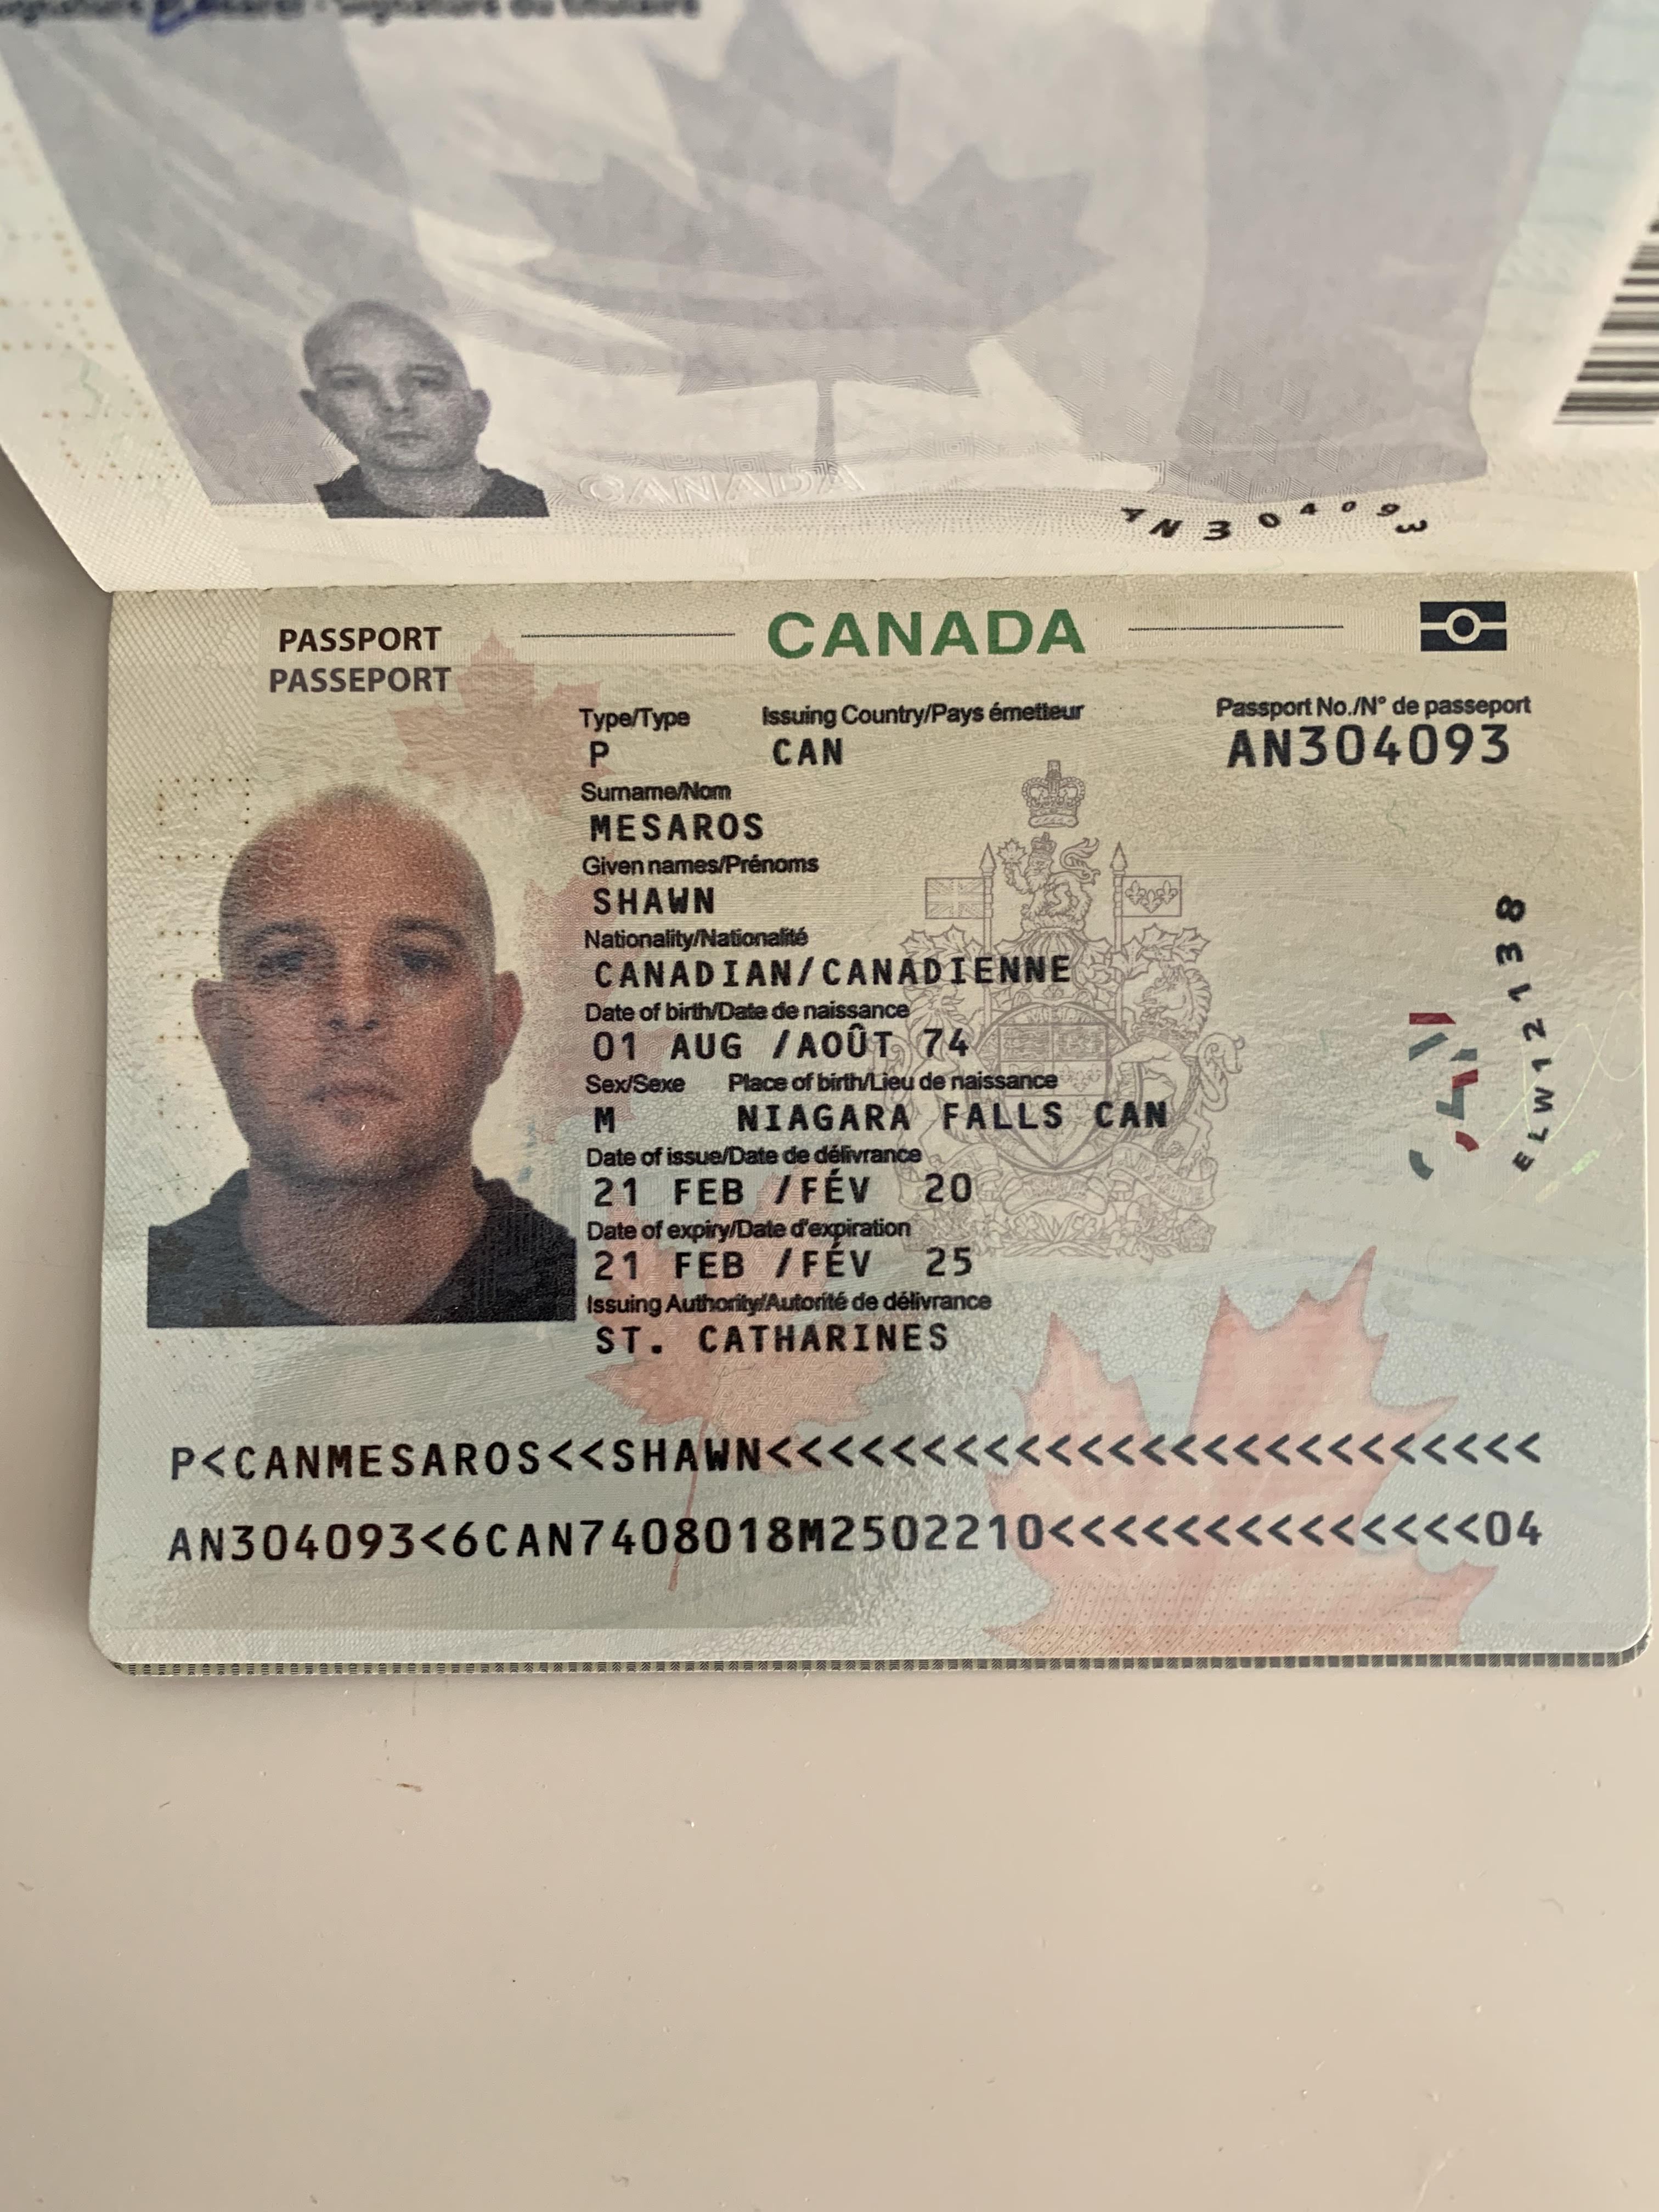 Signature du titulaire
CANADA
AN304093
PASSPORT
PASSEPORT
CANADA
Type/Type Issuing Country/Pays émetteur Passport No./N° de passeport
P CAN AN304093
Surname/Nom
MESAROS
Given names/Prénoms
SHAWN
Nationality/Nationalité
CANADIAN/CANADIENNE
Date of birth/Date de naissance
01 AUG /AOÛT 74
Sex/Sexe Place of birth/Lieu de naissance
M NIAGARA FALLS CAN
Date of issue/Date de délivrance
21 FEB /FÉV 20
Date of expiry/Date d'expiration
21 FEB /FÉV 25
Issuing Authority/Autorité de délivrance
ST. CATHARINES
ELW12138
P<CANMESAROS<<SHAWN<<<<<<<<<<<<<<<<<<<<<<<<<
AN304093<6CAN7408018M2502210<<<<<<<<<<<<<<04